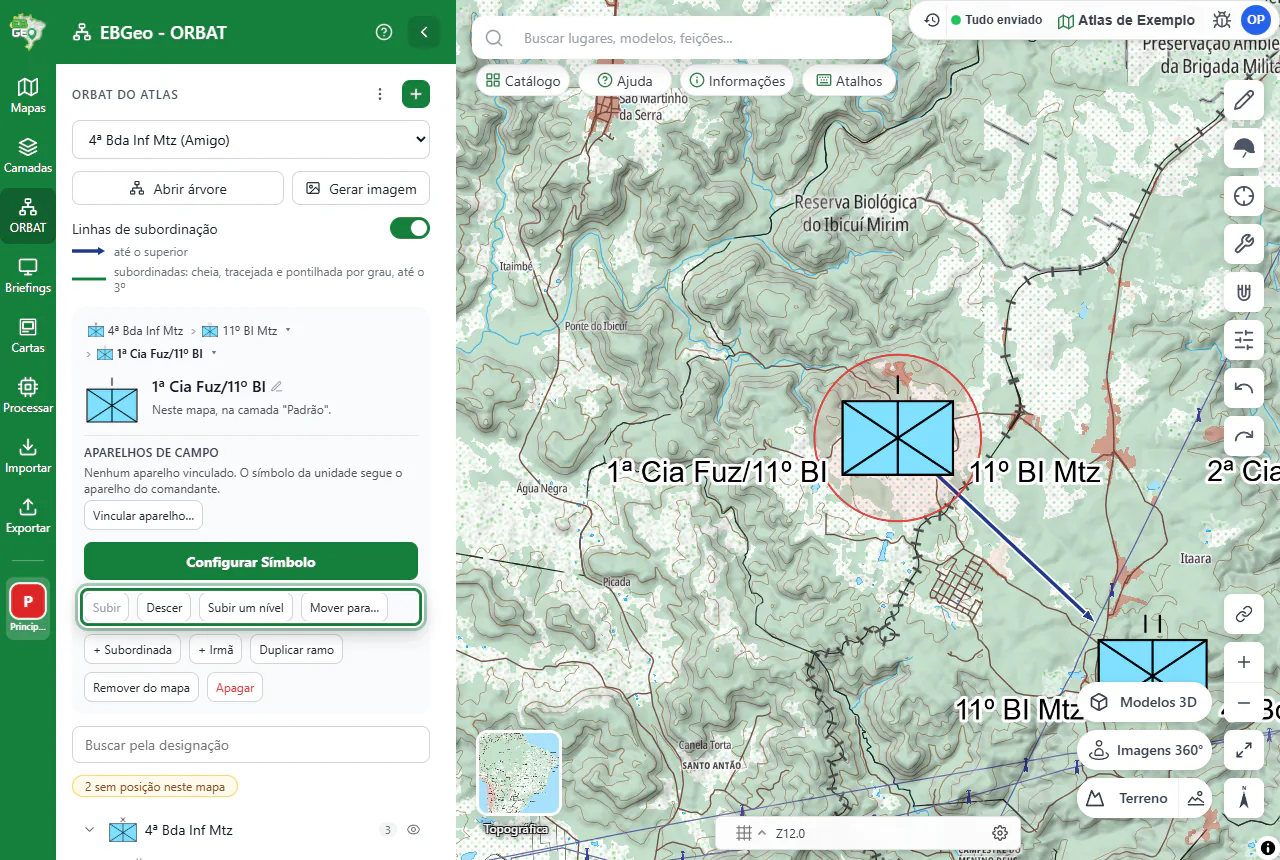 EB
GEO
EBGeo - ORBAT
Mapas
Camadas
ORBAT
Briefings
Cartas
Processar
Importar
Exportar
P
Princip...
ORBAT DO ATLAS
4ª Bda Inf Mtz (Amigo)
Abrir árvore
Gerar imagem
Linhas de subordinação
até o superior
subordinadas: cheia, tracejada e pontilhada por grau, até o
3º
4ª Bda Inf Mtz › 11º BI Mtz
› 1ª Cia Fuz/11º BI
1ª Cia Fuz/11º BI
Neste mapa, na camada "Padrão".
APARELHOS DE CAMPO
Nenhum aparelho vinculado. O símbolo da unidade segue o
aparelho do comandante.
Vincular aparelho...
Configurar Símbolo
Subir
Descer
Subir um nível
Mover para...
+ Subordinada
+ Irmã
Duplicar ramo
Remover do mapa
Apagar
Buscar pela designação
2 sem posição neste mapa
4ª Bda Inf Mtz
3
Buscar lugares, modelos, feições...
Tudo enviado
Atlas de Exemplo
OP
Catálogo
Ajuda
Informações
Atalhos
Preservação Ambie
da Brigada Milita
São Martinho
da Serra
Reserva Biológica
do Ibicuí Mirim
Itaimbé
Ponte do Ibicuí
1ª Cia Fuz/11º BI
11º BI Mtz
2ª Cia
Água Negra
Itaara
Picada
11º BI Mtz
Canela Torta
SANTO ANTÃO
Modelos 3D
Imagens 360°
Terreno
N
Topográfica
Z12.0
CAMPESTRE DO
MENINO DEUS